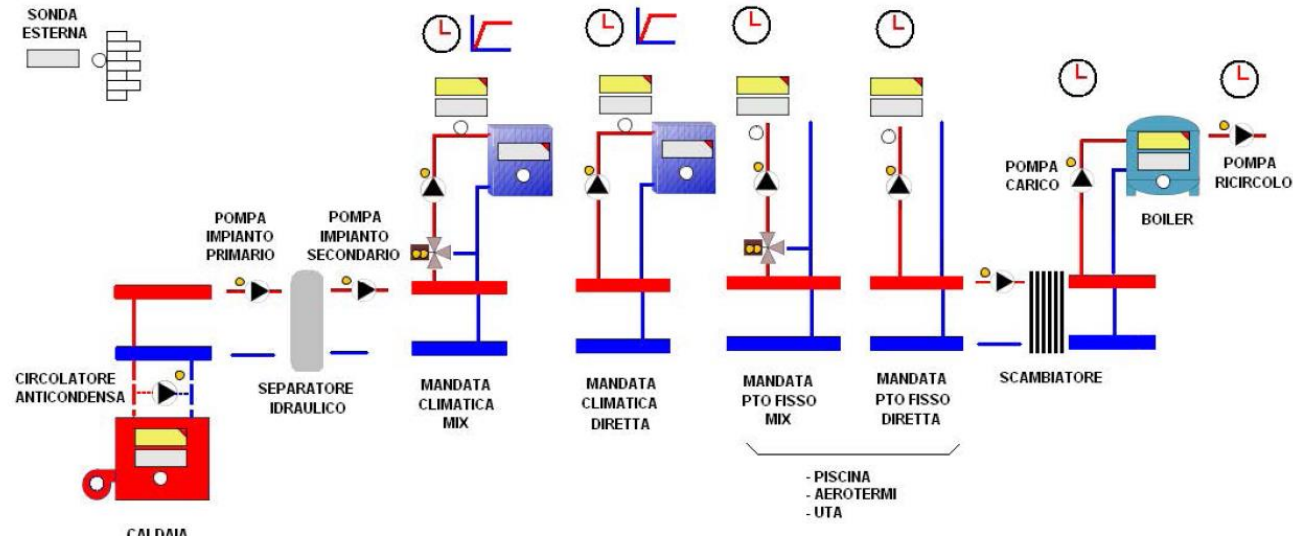 SONDA
ESTERNA
POMPA
IMPIANTO
PRIMARIO
POMPA
IMPIANTO
SECONDARIO
POMPA
CARICO
POMPA
RICIRCOLO
BOILER
CIRCOLATORE
ANTICONDENSA
SEPARATORE
IDRAULICO
MANDATA
CLIMATICA
MIX
MANDATA
CLIMATICA
DIRETTA
MANDATA
PTO FISSO
MIX
MANDATA
PTO FISSO
DIRETTA
SCAMBIATORE
- PISCINA
- AEROTERMI
- UTA
CALDAIA